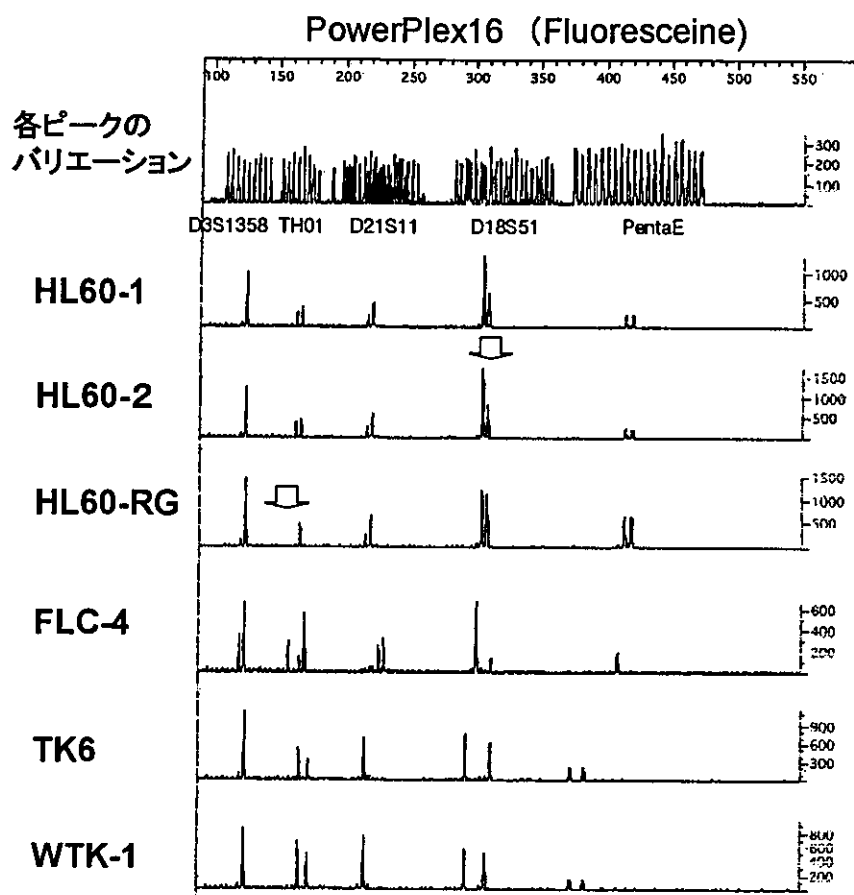 PowerPlex16 (Fluoresceine)
100 150 200 250 300 350 400 450 500 550
各ピークの
バリエーション
300
200
100
D3S1358 TH01 D21S11 D18S51 PentaE
HL60-1
1000
500
HL60-2
1500
1000
500
HL60-RG
1500
1000
500
FLC-4
600
400
200
TK6
900
600
300
WTK-1
800
600
400
200